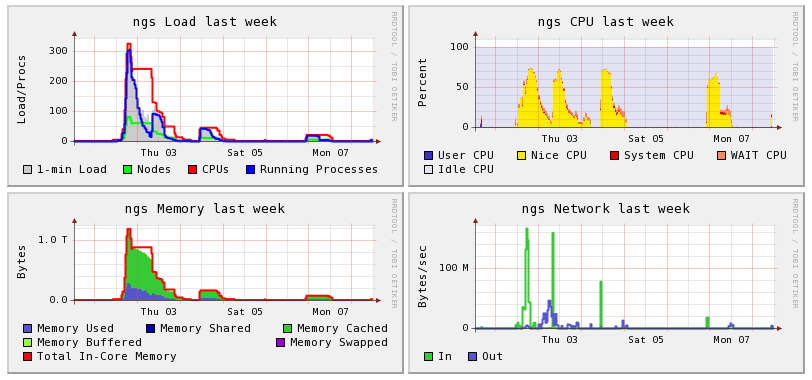 ngs Load last week
RRDTOOL / TOBI OETIKER
Load/Procs
300
200
100
0
Thu 03 Sat 05 Mon 07
1-min Load Nodes CPUs Running Processes
ngs CPU last week
RRDTOOL / TOBI OETIKER
Percent
100
50
0
Thu 03 Sat 05 Mon 07
User CPU Nice CPU System CPU WAIT CPU
Idle CPU
ngs Memory last week
RRDTOOL / TOBI OETIKER
Bytes
1.0 T
0.0
Thu 03 Sat 05 Mon 07
Memory Used Memory Shared Memory Cached
Memory Buffered Memory Swapped
Total In-Core Memory
ngs Network last week
RRDTOOL / TOBI OETIKER
Bytes/sec
100 M
0
Thu 03 Sat 05 Mon 07
In Out